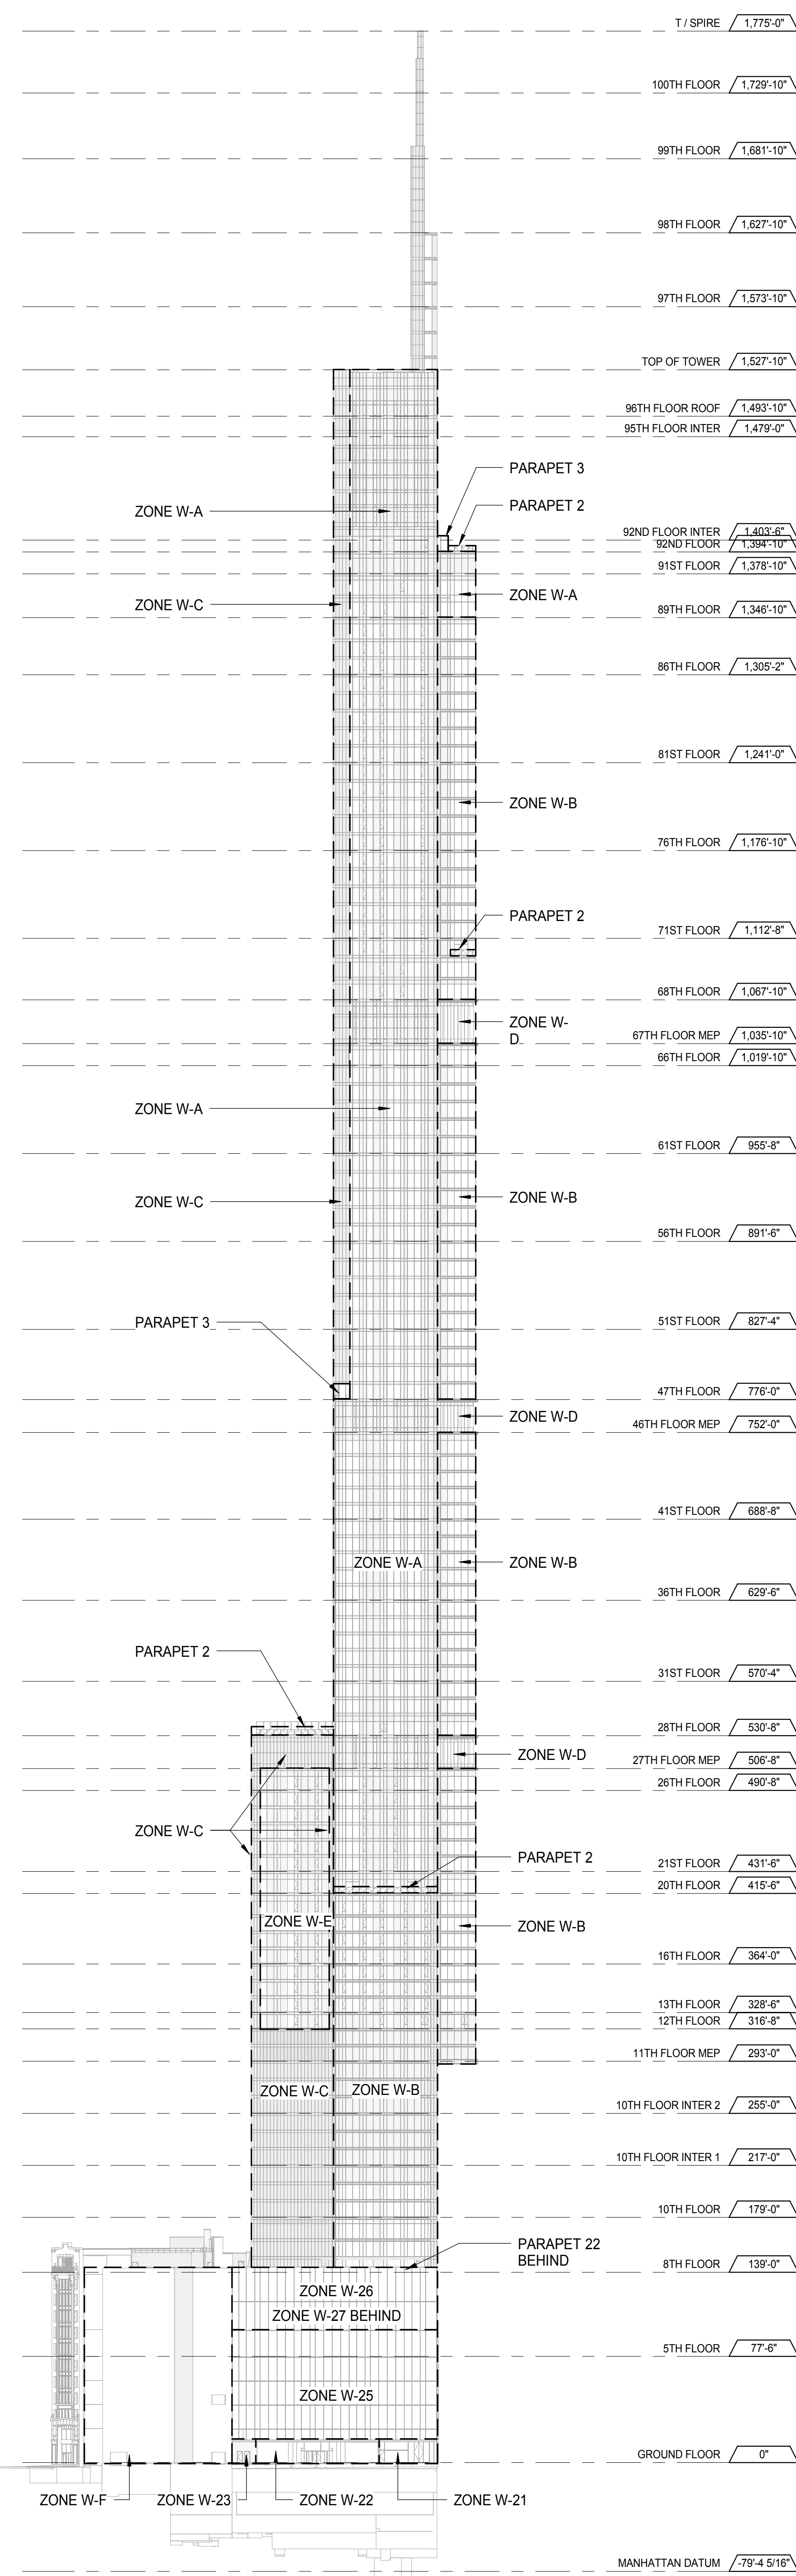 T / SPIRE 1,775'-0"
100TH FLOOR 1,729'-10"
99TH FLOOR 1,681'-10"
98TH FLOOR 1,627'-10"
97TH FLOOR 1,573'-10"
TOP OF TOWER 1,527'-10"
96TH FLOOR ROOF 1,493'-10"
95TH FLOOR INTER 1,479'-0"
PARAPET 3
ZONE W-A
PARAPET 2
92ND FLOOR INTER 1,403'-6"
92ND FLOOR 1,394'-10"
91ST FLOOR 1,378'-10"
ZONE W-A
ZONE W-C
89TH FLOOR 1,346'-10"
86TH FLOOR 1,305'-2"
81ST FLOOR 1,241'-0"
ZONE W-B
76TH FLOOR 1,176'-10"
PARAPET 2
71ST FLOOR 1,112'-8"
68TH FLOOR 1,067'-10"
ZONE W-
D
67TH FLOOR MEP 1,035'-10"
66TH FLOOR 1,019'-10"
ZONE W-A
61ST FLOOR 955'-8"
ZONE W-C
ZONE W-B
56TH FLOOR 891'-6"
PARAPET 3
51ST FLOOR 827'-4"
47TH FLOOR 776'-0"
ZONE W-D
46TH FLOOR MEP 752'-0"
41ST FLOOR 688'-8"
ZONE W-A
ZONE W-B
36TH FLOOR 629'-6"
PARAPET 2
31ST FLOOR 570'-4"
28TH FLOOR 530'-8"
ZONE W-D
27TH FLOOR MEP 506'-8"
26TH FLOOR 490'-8"
ZONE W-C
PARAPET 2
21ST FLOOR 431'-6"
20TH FLOOR 415'-6"
ZONE W-E
ZONE W-B
16TH FLOOR 364'-0"
13TH FLOOR 328'-6"
12TH FLOOR 316'-8"
11TH FLOOR MEP 293'-0"
ZONE W-C
ZONE W-B
10TH FLOOR INTER 2 255'-0"
10TH FLOOR INTER 1 217'-0"
10TH FLOOR 179'-0"
PARAPET 22
BEHIND
8TH FLOOR 139'-0"
ZONE W-26
ZONE W-27 BEHIND
5TH FLOOR 77'-6"
ZONE W-25
GROUND FLOOR 0"
ZONE W-F
ZONE W-23
ZONE W-22
ZONE W-21
MANHATTAN DATUM -79'-4 5/16"